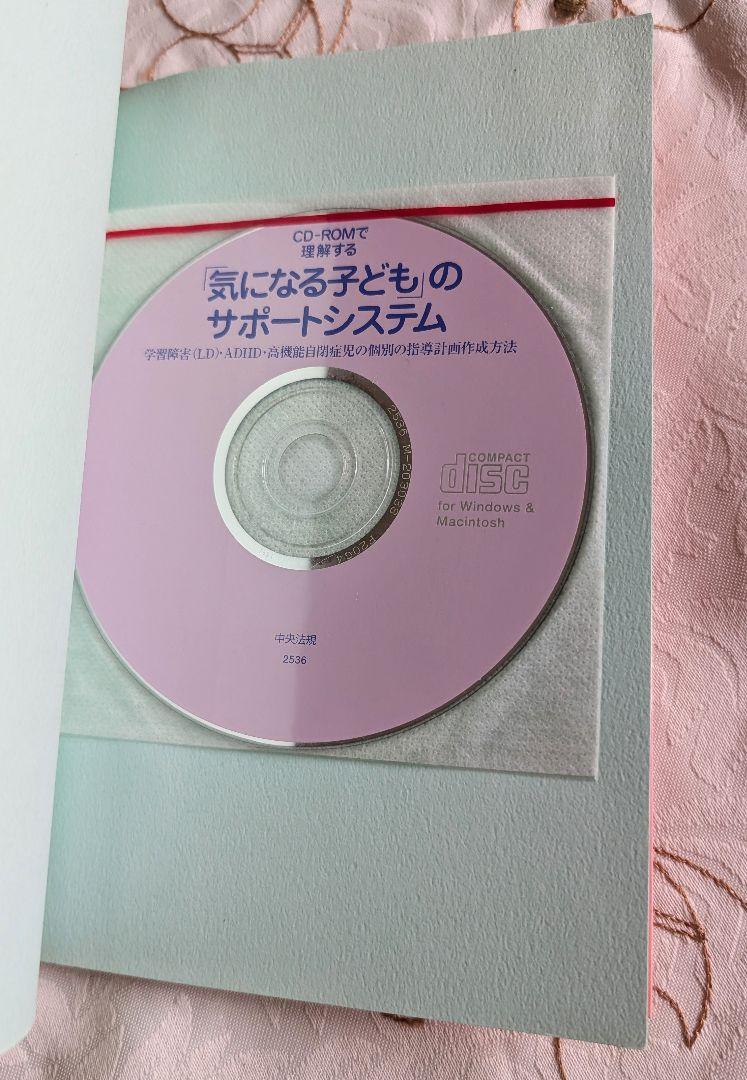 CD-ROMで
理解する
「気になる子ども」の
サポートシステム
学習障害(LD)・ADHD・高機能自閉症児の個別の指導計画作成方法
COMPACT
disc
for Windows &
Macintosh
2536 M-203038
中央法規
2536